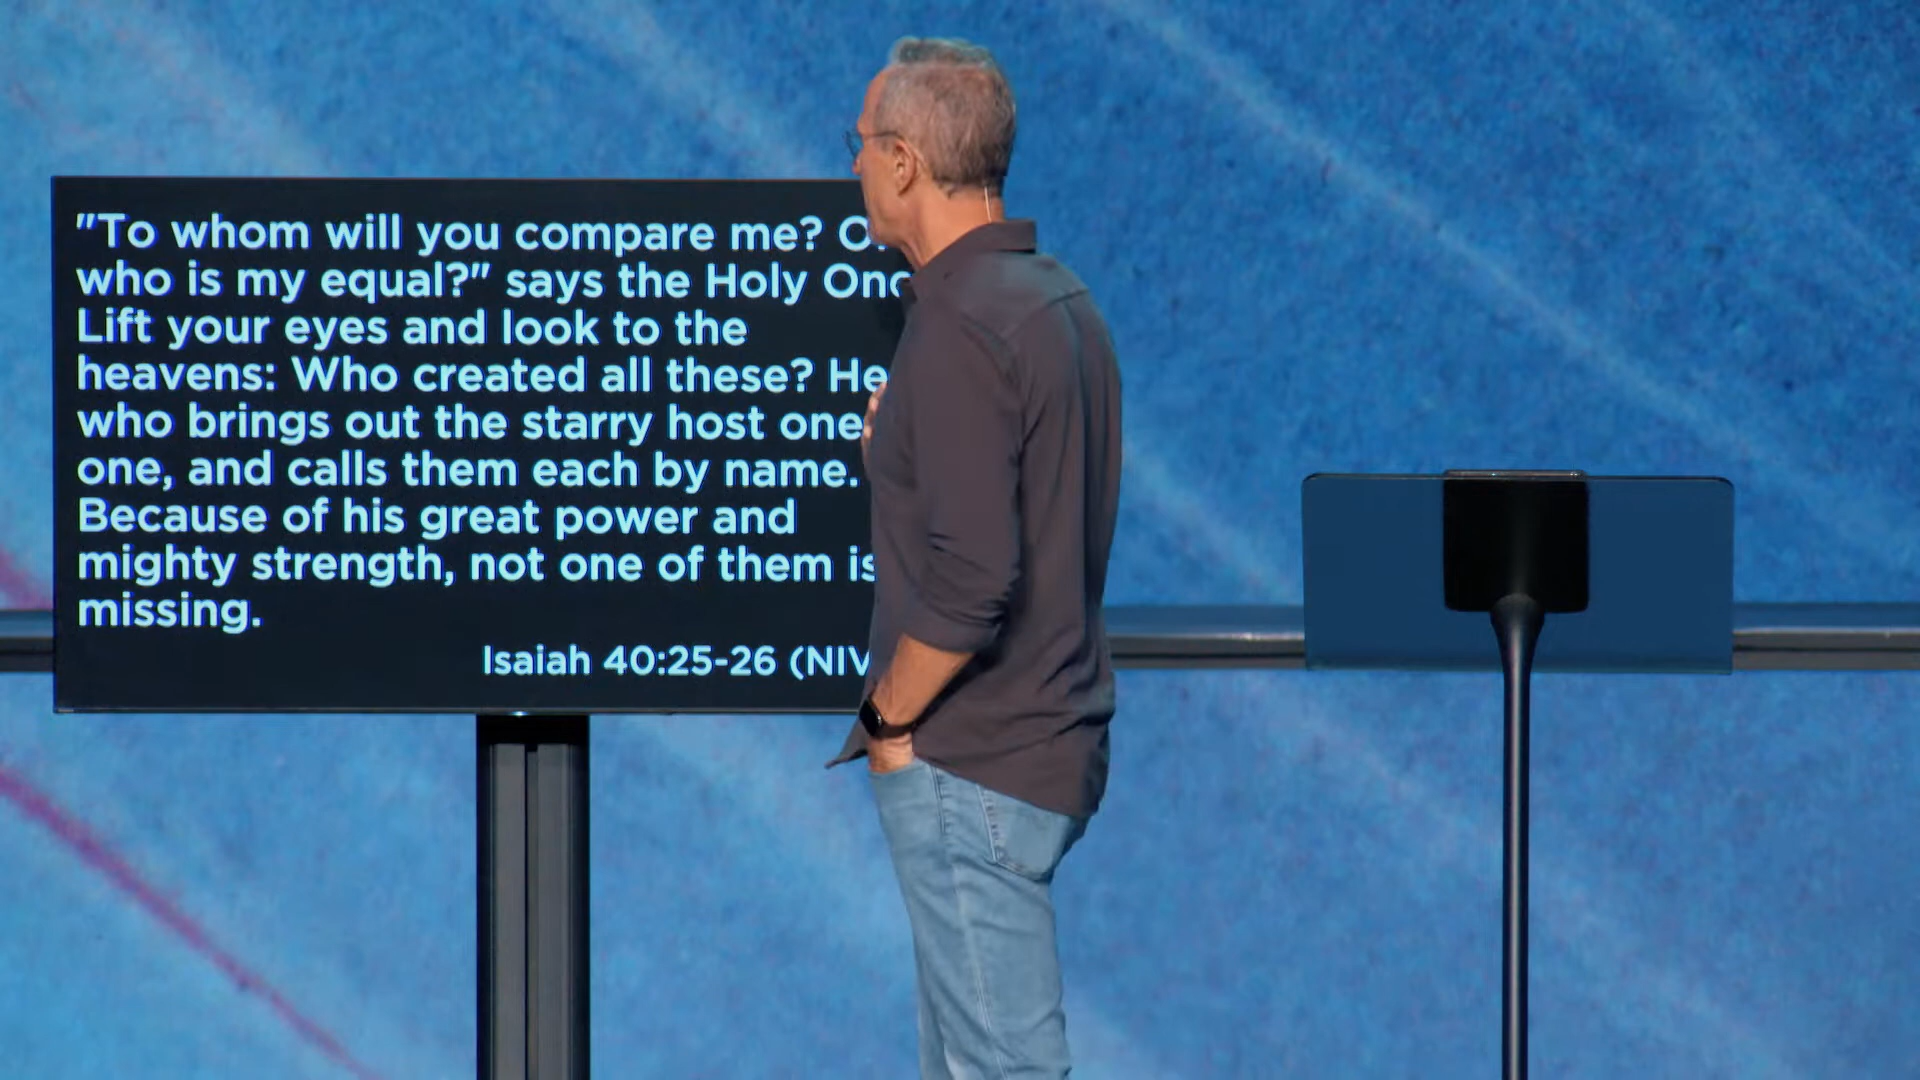 "To whom will you compare me?
who is my equal?" says the Holy
Lift your eyes and look to the
heavens: Who created all these? He
who brings out the starry host one
one, and calls them each by name.
Because of his great power and
mighty strength, not one of them is
missing.
Isaiah 40:25-26 (NIV